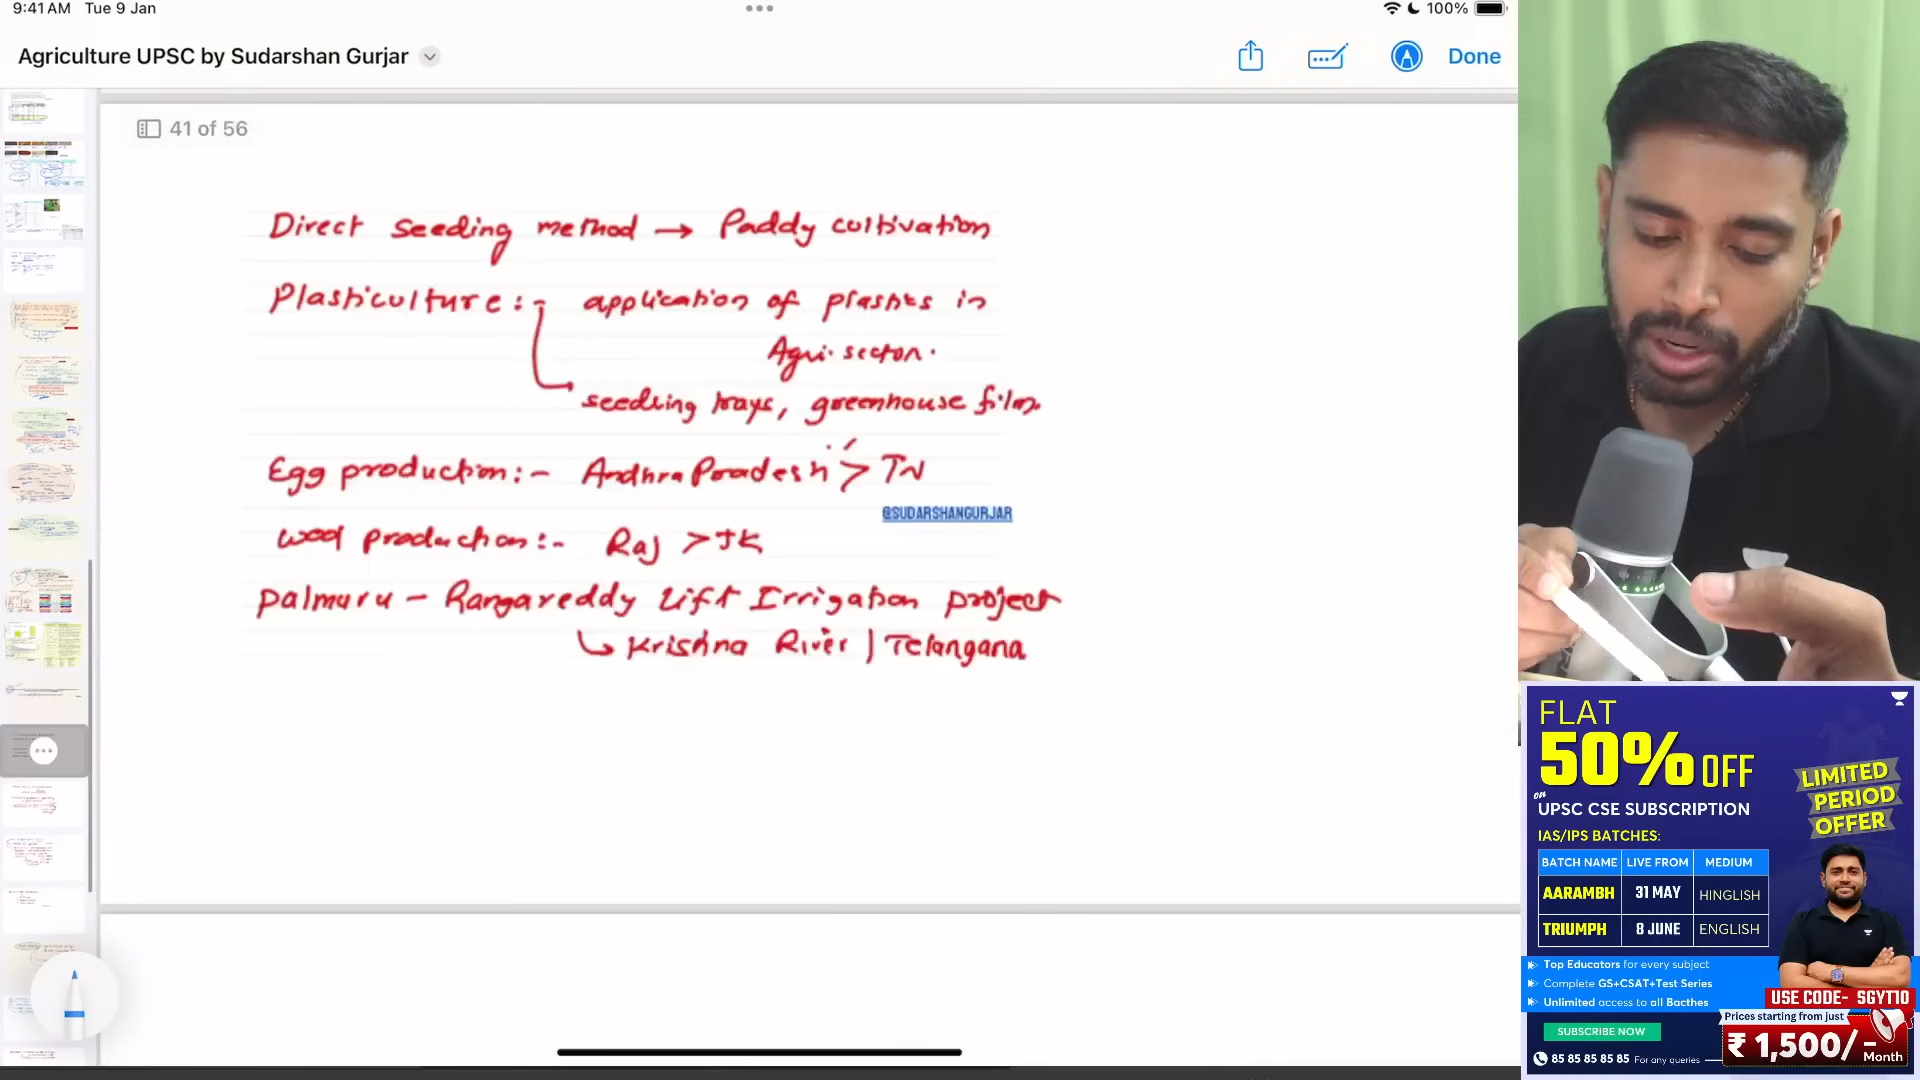 9:41 AM Tue 9 Jan
100%
Agriculture UPSC by Sudarshan Gurjar
Done
41 of 56
Direct seeding method → Paddy cultivation
Plasticulture :- application of plastics in
Agri. sector.
seedling trays, greenhouse film
Egg production :- Andhra Pradesh > TN
@SUDARSHANGURJAR
wool production :- Raj > JK
Palmuru - Rangareddy Lift Irrigation project
↳ Krishna River / Telangana
FLAT
50% OFF
on
UPSC CSE SUBSCRIPTION
LIMITED
PERIOD
OFFER
IAS/IPS BATCHES:
BATCH NAME LIVE FROM MEDIUM
AARAMBH 31 MAY HINGLISH
TRIUMPH 8 JUNE ENGLISH
Top Educators for every subject
Complete GS+CSAT+Test Series
Unlimited access to all Bacthes
USE CODE- SGYT10
Prices starting from just
₹ 1,500/-
Month
SUBSCRIBE NOW
85 85 85 85 85 For any queries